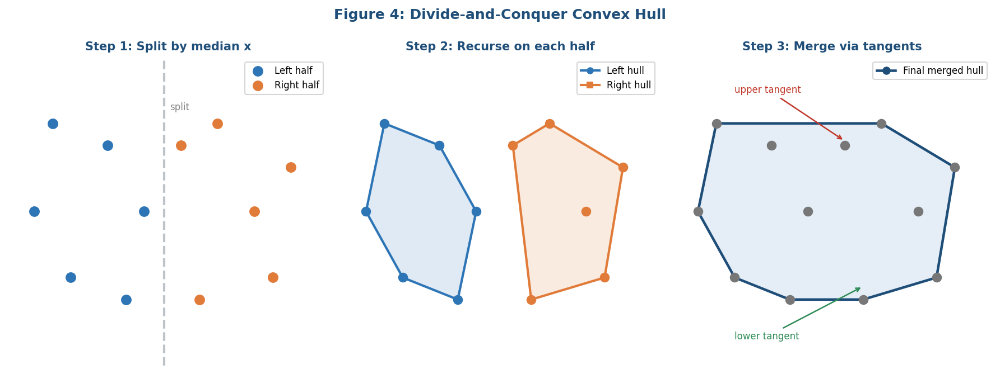 Figure 4: Divide-and-Conquer Convex Hull
Step 1: Split by median x
Left half
Right half
split
Step 2: Recurse on each half
Left hull
Right hull
Step 3: Merge via tangents
Final merged hull
upper tangent
lower tangent